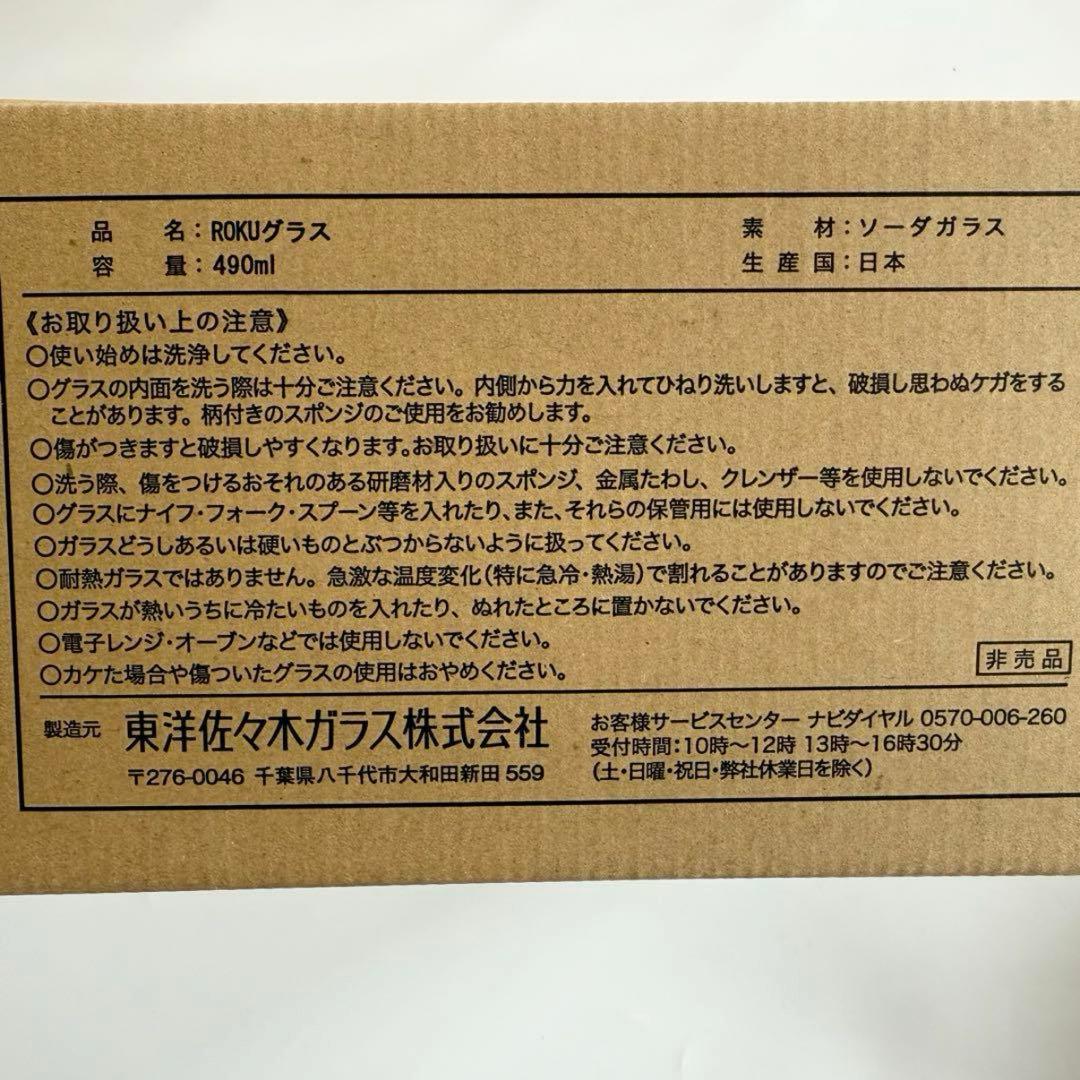 品名：ROKUグラス
素材：ソーダガラス
容量：490ml
生産国：日本
《お取り扱い上の注意》
○使い始めは洗浄してください。
○グラスの内面を洗う際は十分ご注意ください。内側から力を入れてひねり洗いしますと、破損し思わぬケガをする
ことがあります。柄付きのスポンジのご使用をお勧めします。
○傷がつきますと破損しやすくなります。お取り扱いに十分ご注意ください。
○洗う際、傷をつけるおそれのある研磨材入りのスポンジ、金属たわし、クレンザー等を使用しないでください。
○グラスにナイフ・フォーク・スプーン等を入れたり、また、それらの保管用には使用しないでください。
○ガラスどうしあるいは硬いものとぶつからないように扱ってください。
○耐熱ガラスではありません。急激な温度変化（特に急冷・熱湯）で割れることがありますのでご注意ください。
○ガラスが熱いうちに冷たいものを入れたり、ぬれたところに置かないでください。
○電子レンジ・オーブンなどでは使用しないでください。
○カケた場合や傷ついたグラスの使用はおやめください。
非売品
製造元 東洋佐々木ガラス株式会社
〒276-0046 千葉県八千代市大和田新田559
お客様サービスセンター ナビダイヤル 0570-006-260
受付時間：10時～12時 13時～16時30分
（土・日曜・祝日・弊社休業日を除く）